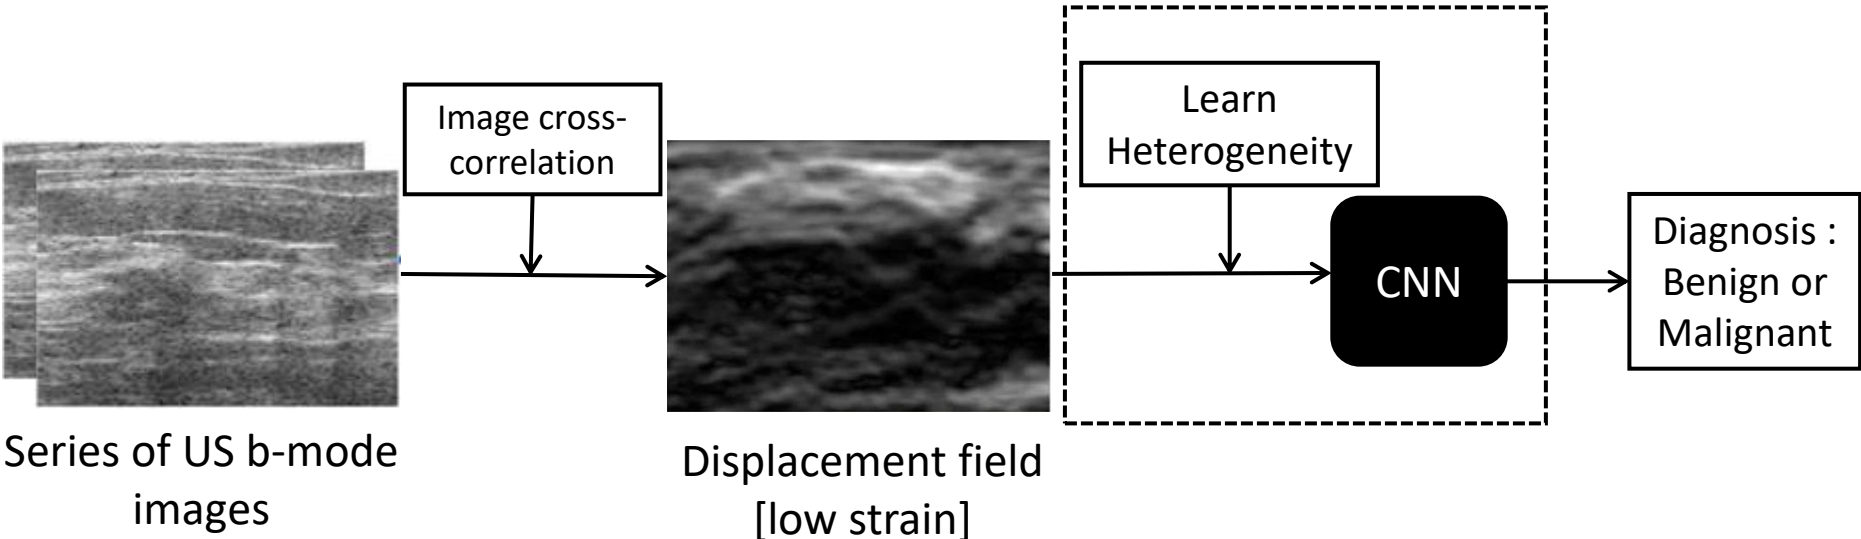 Image cross-
correlation
Learn
Heterogeneity
CNN
Diagnosis :
Benign or
Malignant
Series of US b-mode
images
Displacement field
[low strain]